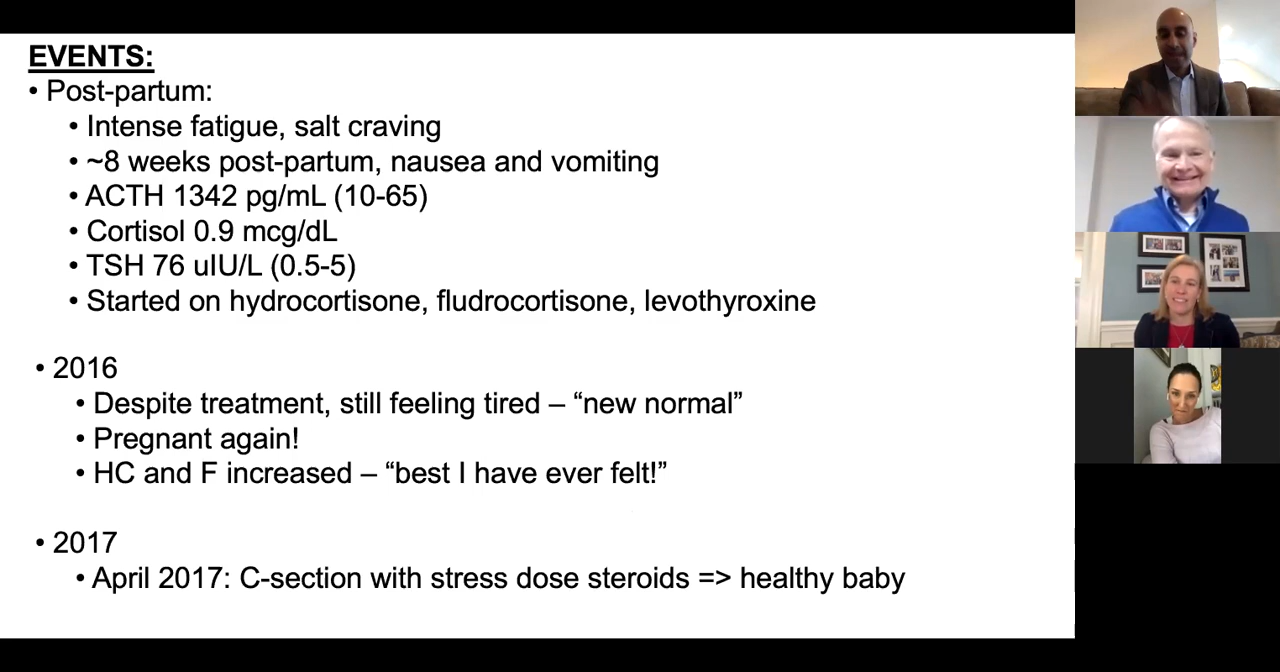 EVENTS:
• Post-partum:
• Intense fatigue, salt craving
• ~8 weeks post-partum, nausea and vomiting
• ACTH 1342 pg/mL (10-65)
• Cortisol 0.9 mcg/dL
• TSH 76 uIU/L (0.5-5)
• Started on hydrocortisone, fludrocortisone, levothyroxine
• 2016
• Despite treatment, still feeling tired – “new normal”
• Pregnant again!
• HC and F increased – “best I have ever felt!”
• 2017
• April 2017: C-section with stress dose steroids => healthy baby